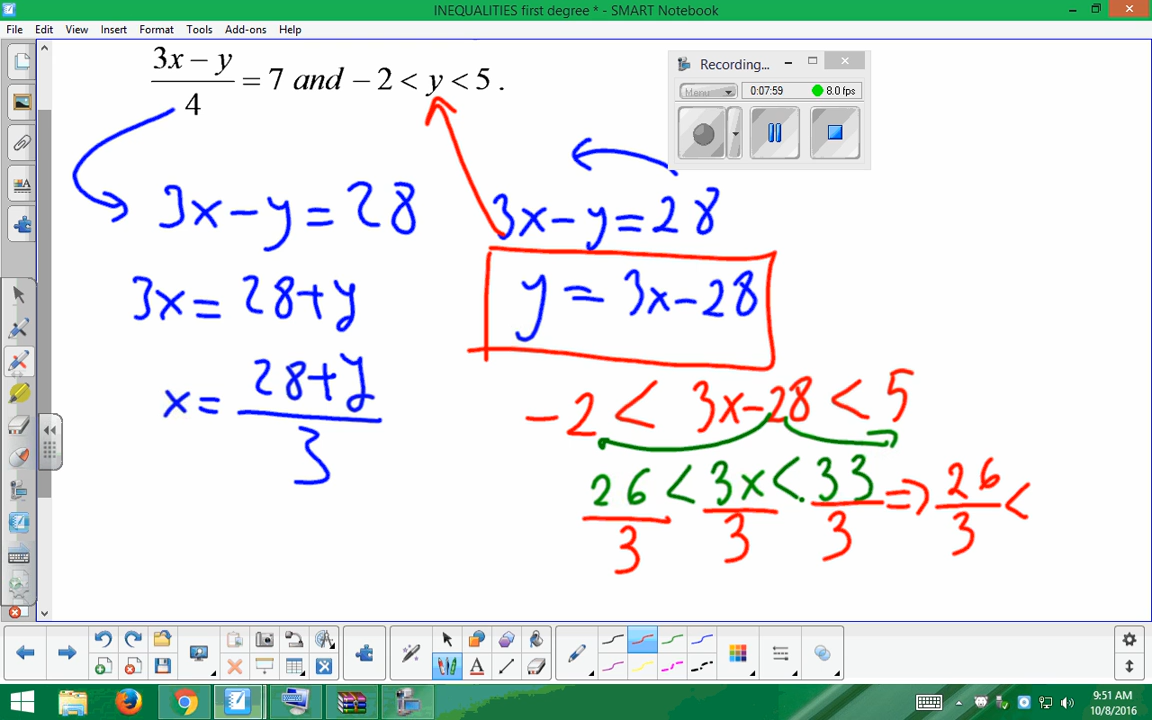 INEQUALITIES first degree * - SMART Notebook
File Edit View Insert Format Tools Add-ons Help
Recording...
Menu 0:07:59 8.0 fps
(3x − y)/4 = 7 and − 2 < y < 5 .
3x-y=28
3x=28+y
x= (28+y)/3
3x-y=28
y = 3x-28
-2 < 3x-28 < 5
26/3 < 3x/3 < 33/3 => 26/3 <
A
9:51 AM
10/8/2016